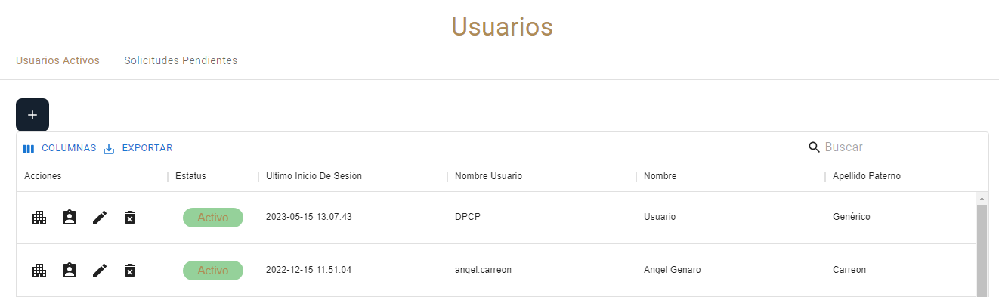 Usuarios
Usuarios Activos Solicitudes Pendientes
+
COLUMNAS EXPORTAR Buscar
Acciones Estatus Ultimo Inicio De Sesión Nombre Usuario Nombre Apellido Paterno
Activo 2023-05-15 13:07:43 DPCP Usuario Genérico
Activo 2022-12-15 11:51:04 angel.carreon Angel Genaro Carreon